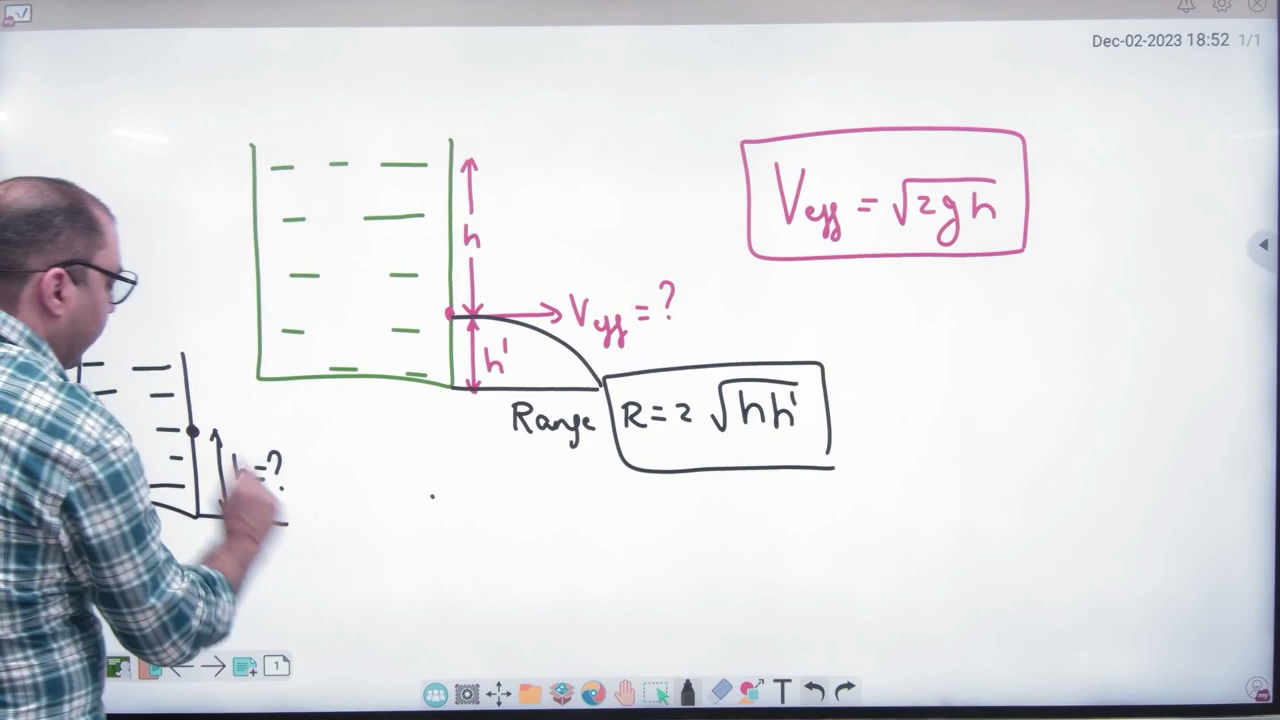 Dec-02-2023 18:52 1/1
h
Veff = √2gh
Veff = ?
h'
Range
R = 2 √hh'
=?
T
1